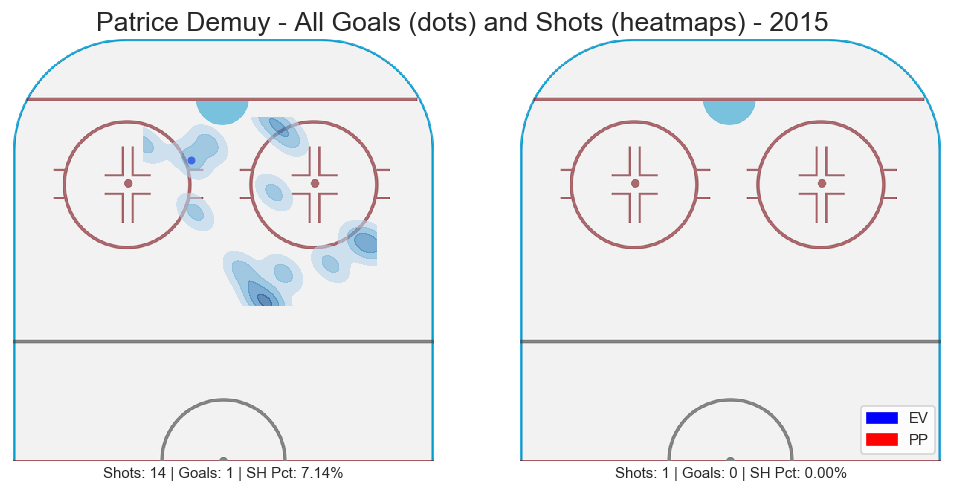 Patrice Demuy - All Goals (dots) and Shots (heatmaps) - 2015
EV
PP
Shots: 14 | Goals: 1 | SH Pct: 7.14%
Shots: 1 | Goals: 0 | SH Pct: 0.00%